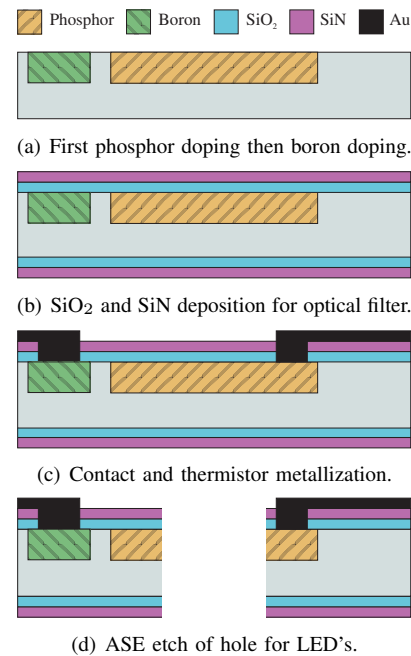 Phosphor Boron SiO2 SiN Au
(a) First phosphor doping then boron doping.
(b) SiO2 and SiN deposition for optical filter.
(c) Contact and thermistor metallization.
(d) ASE etch of hole for LED's.